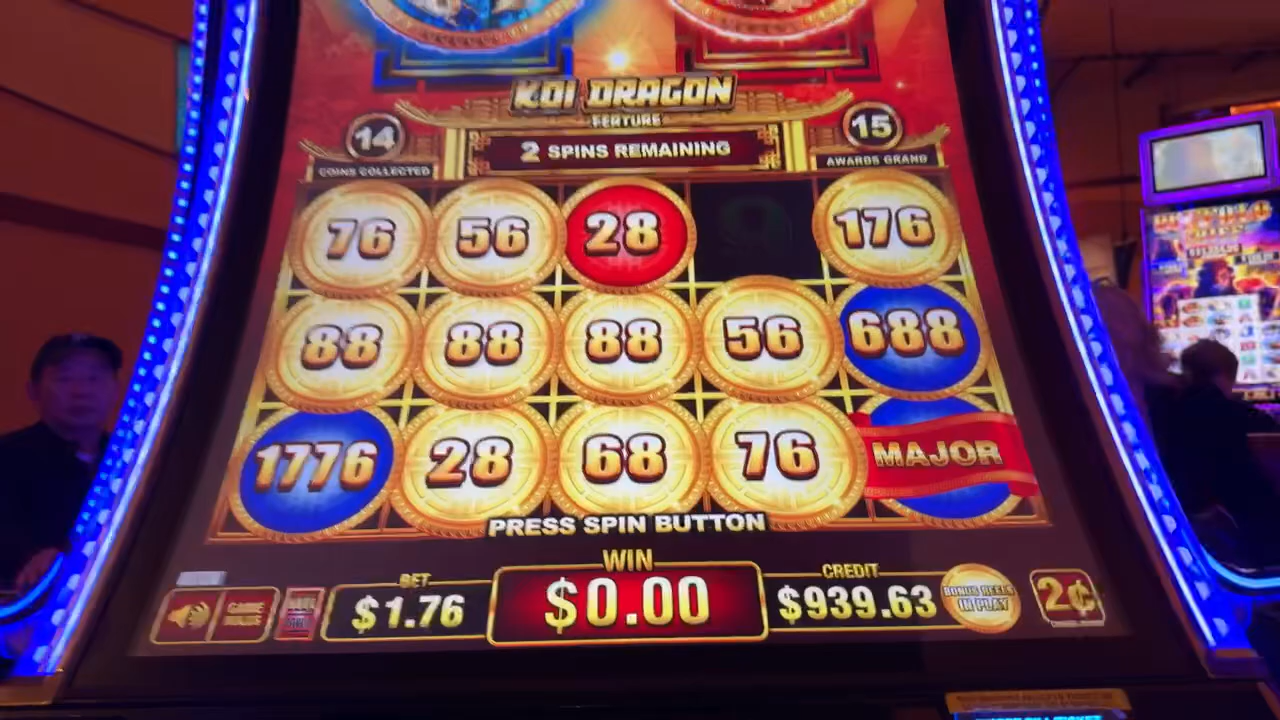 KOI DRAGON
FEATURE
14
COINS COLLECTED
2 SPINS REMAINING
15
AWARDS GRAND
76 56 28 176
88 88 88 56 688
1776 28 68 76 MAJOR
PRESS SPIN BUTTON
BET
$1.76
WIN
$0.00
CREDIT
$939.63
BONUS REELS
IN PLAY
2¢
GAME